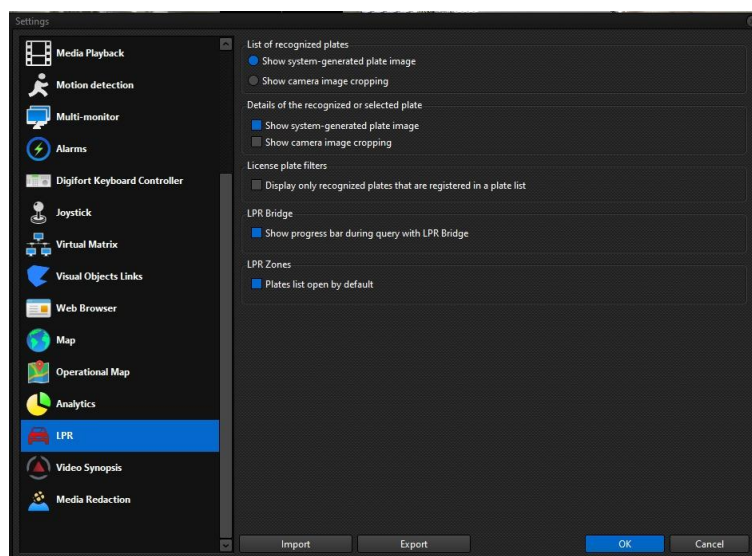 Settings
Media Playback
Motion detection
Multi-monitor
Alarms
Digifort Keyboard Controller
Joystick
Virtual Matrix
Visual Objects Links
Web Browser
Map
Operational Map
Analytics
LPR
Video Synopsis
Media Redaction
List of recognized plates
Show system-generated plate image
Show camera image cropping
Details of the recognized or selected plate
Show system-generated plate image
Show camera image cropping
License plate filters
Display only recognized plates that are registered in a plate list
LPR Bridge
Show progress bar during query with LPR Bridge
LPR Zones
Plates list open by default
Import Export OK Cancel